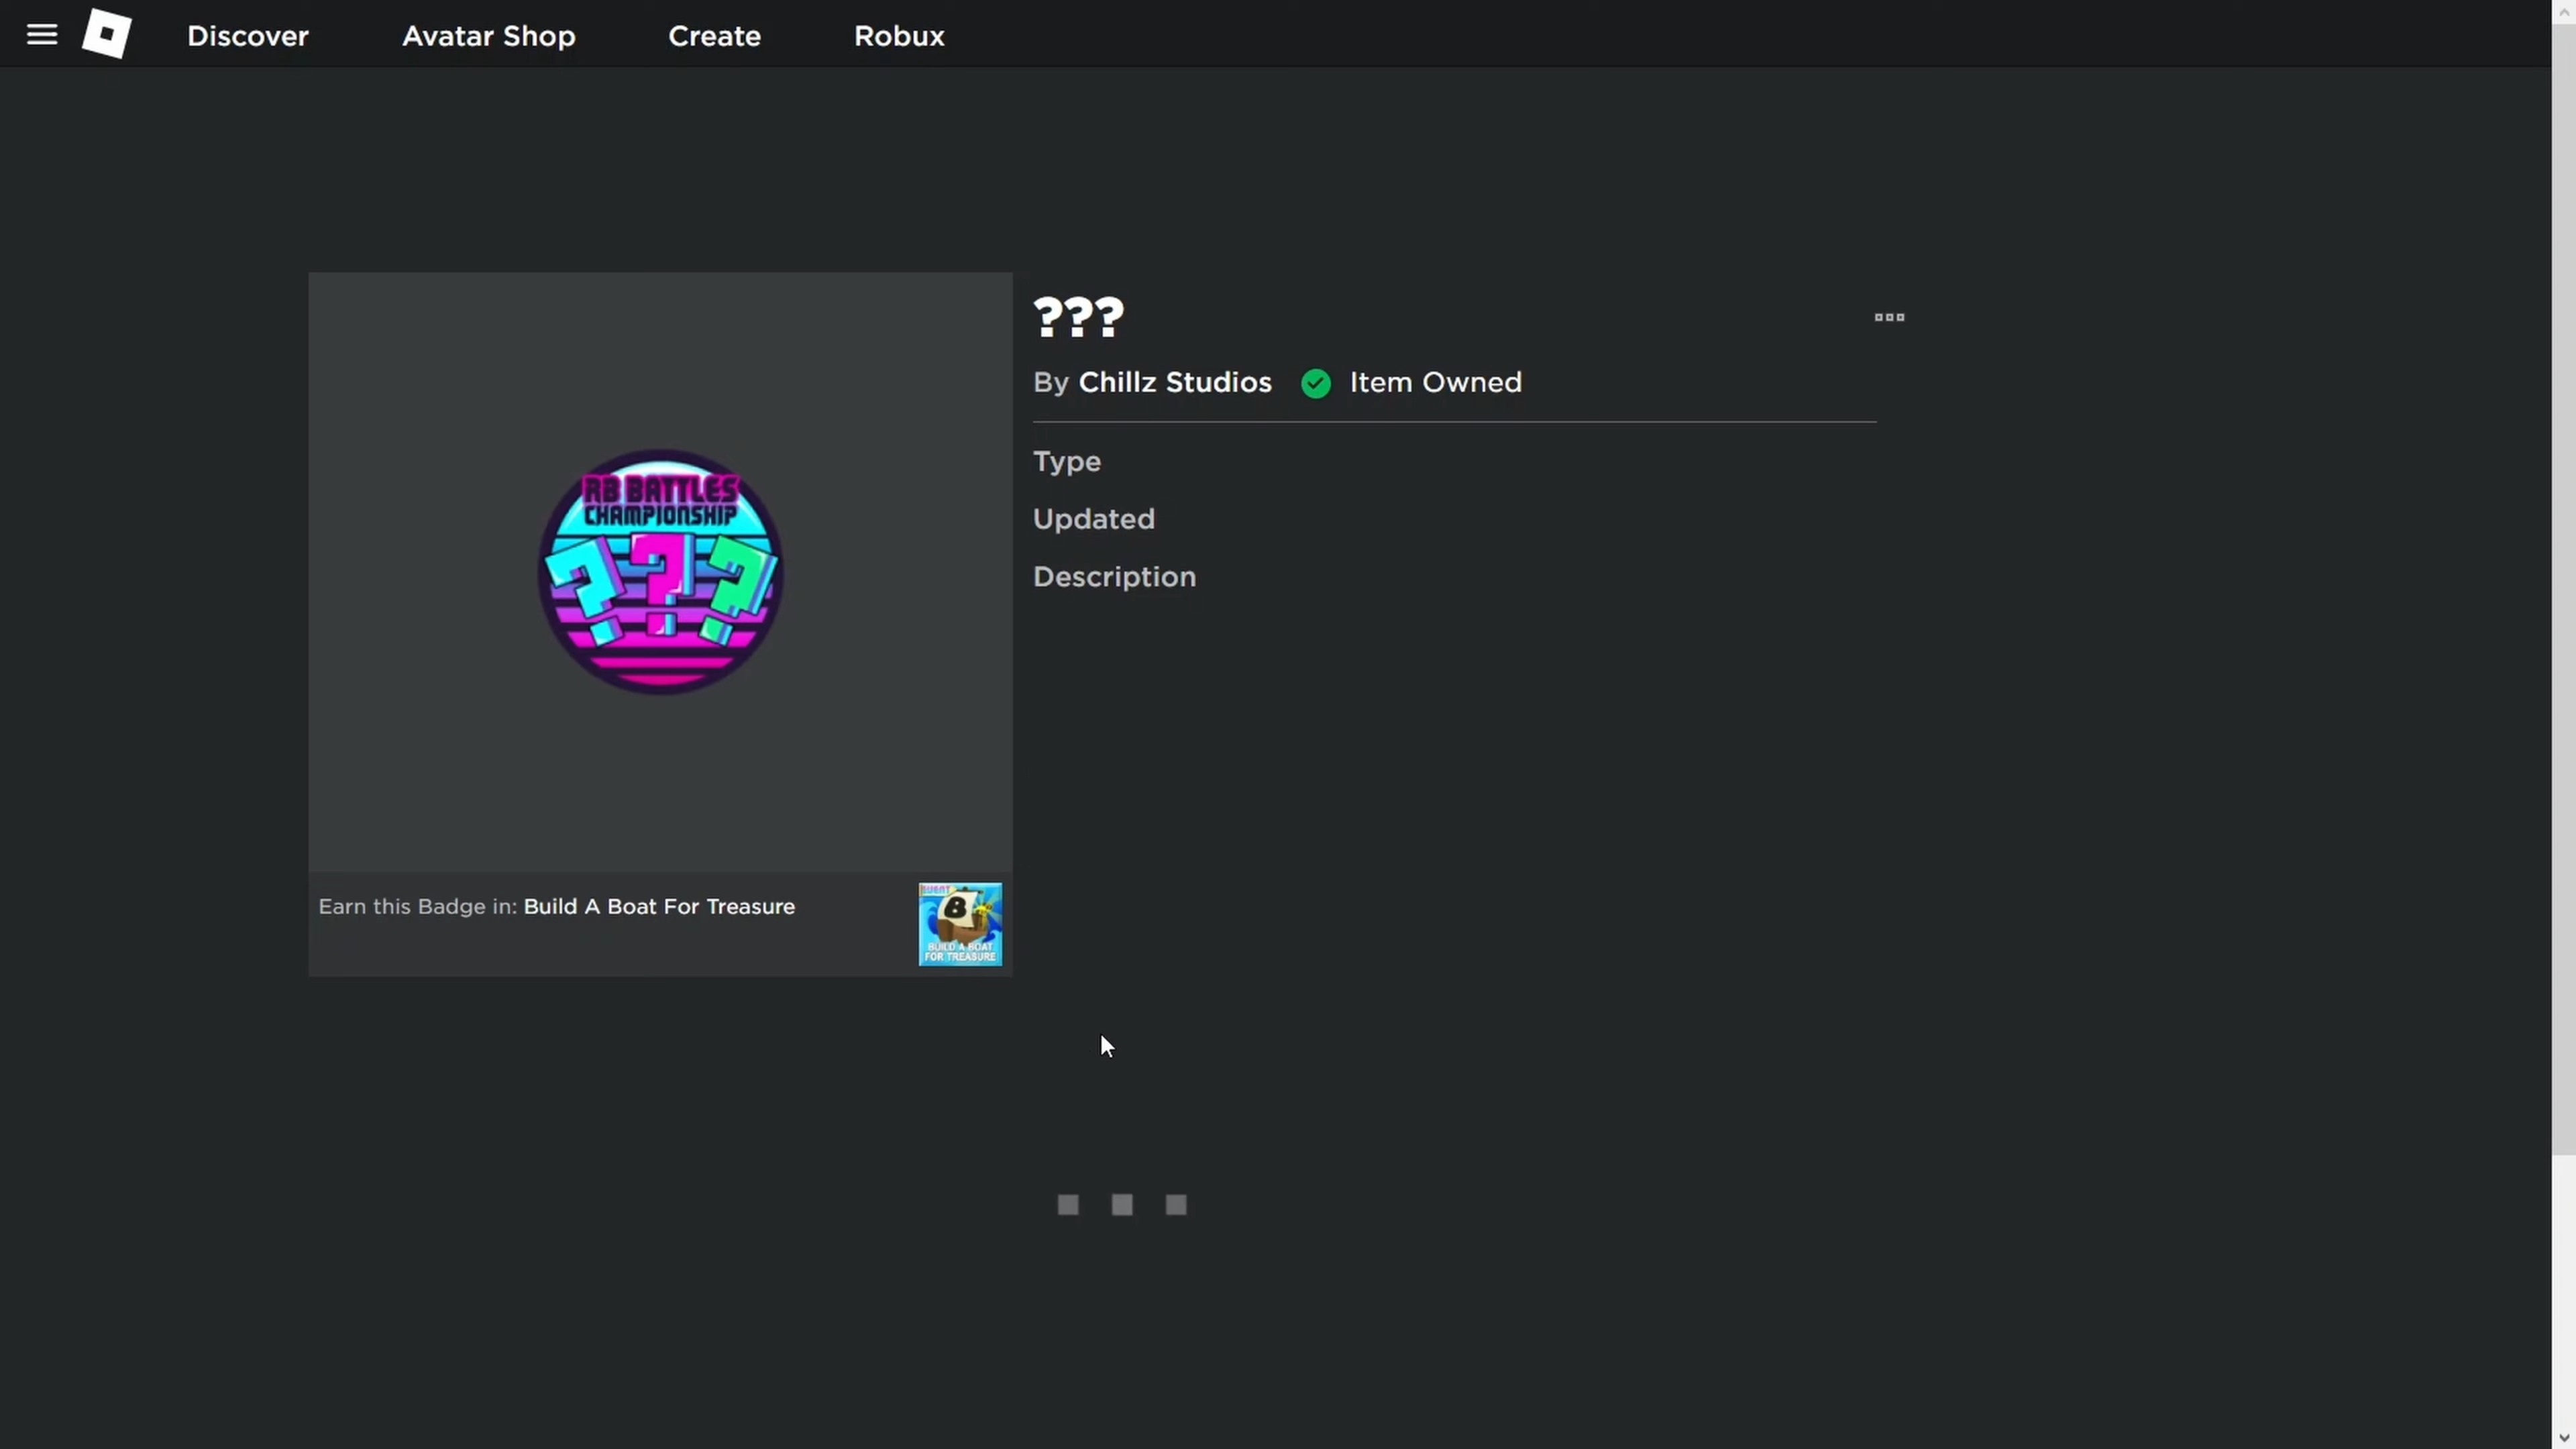 Discover Avatar Shop Create Robux
???
By Chillz Studios Item Owned
Type
Updated
Description
RB BATTLES
CHAMPIONSHIP
???
Earn this Badge in: Build A Boat For Treasure
EVENT
B
BUILD A BOAT
FOR TREASURE